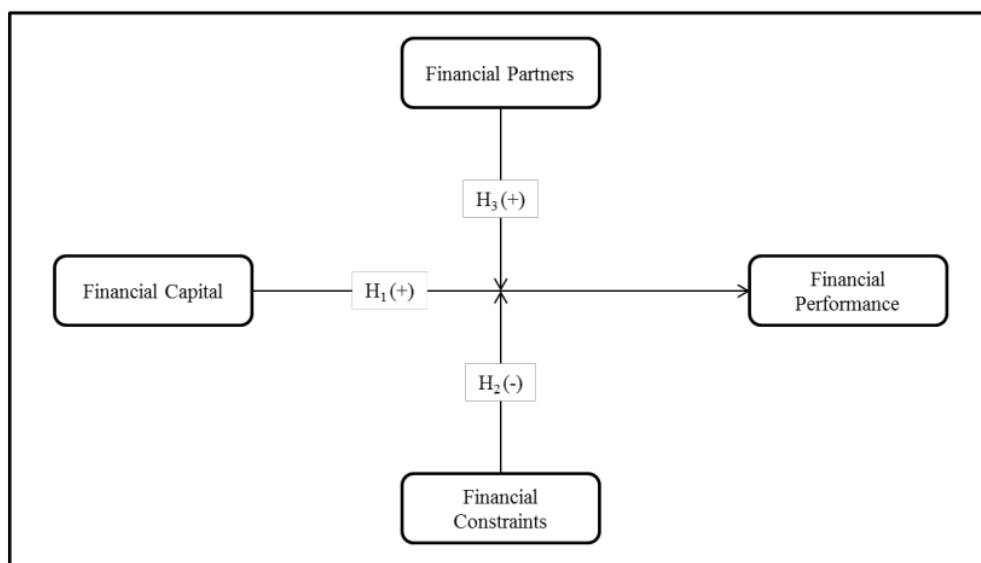 Financial Partners
H₃(+)
Financial Capital
H₁(+)
Financial
Performance
H₂(-)
Financial
Constraints